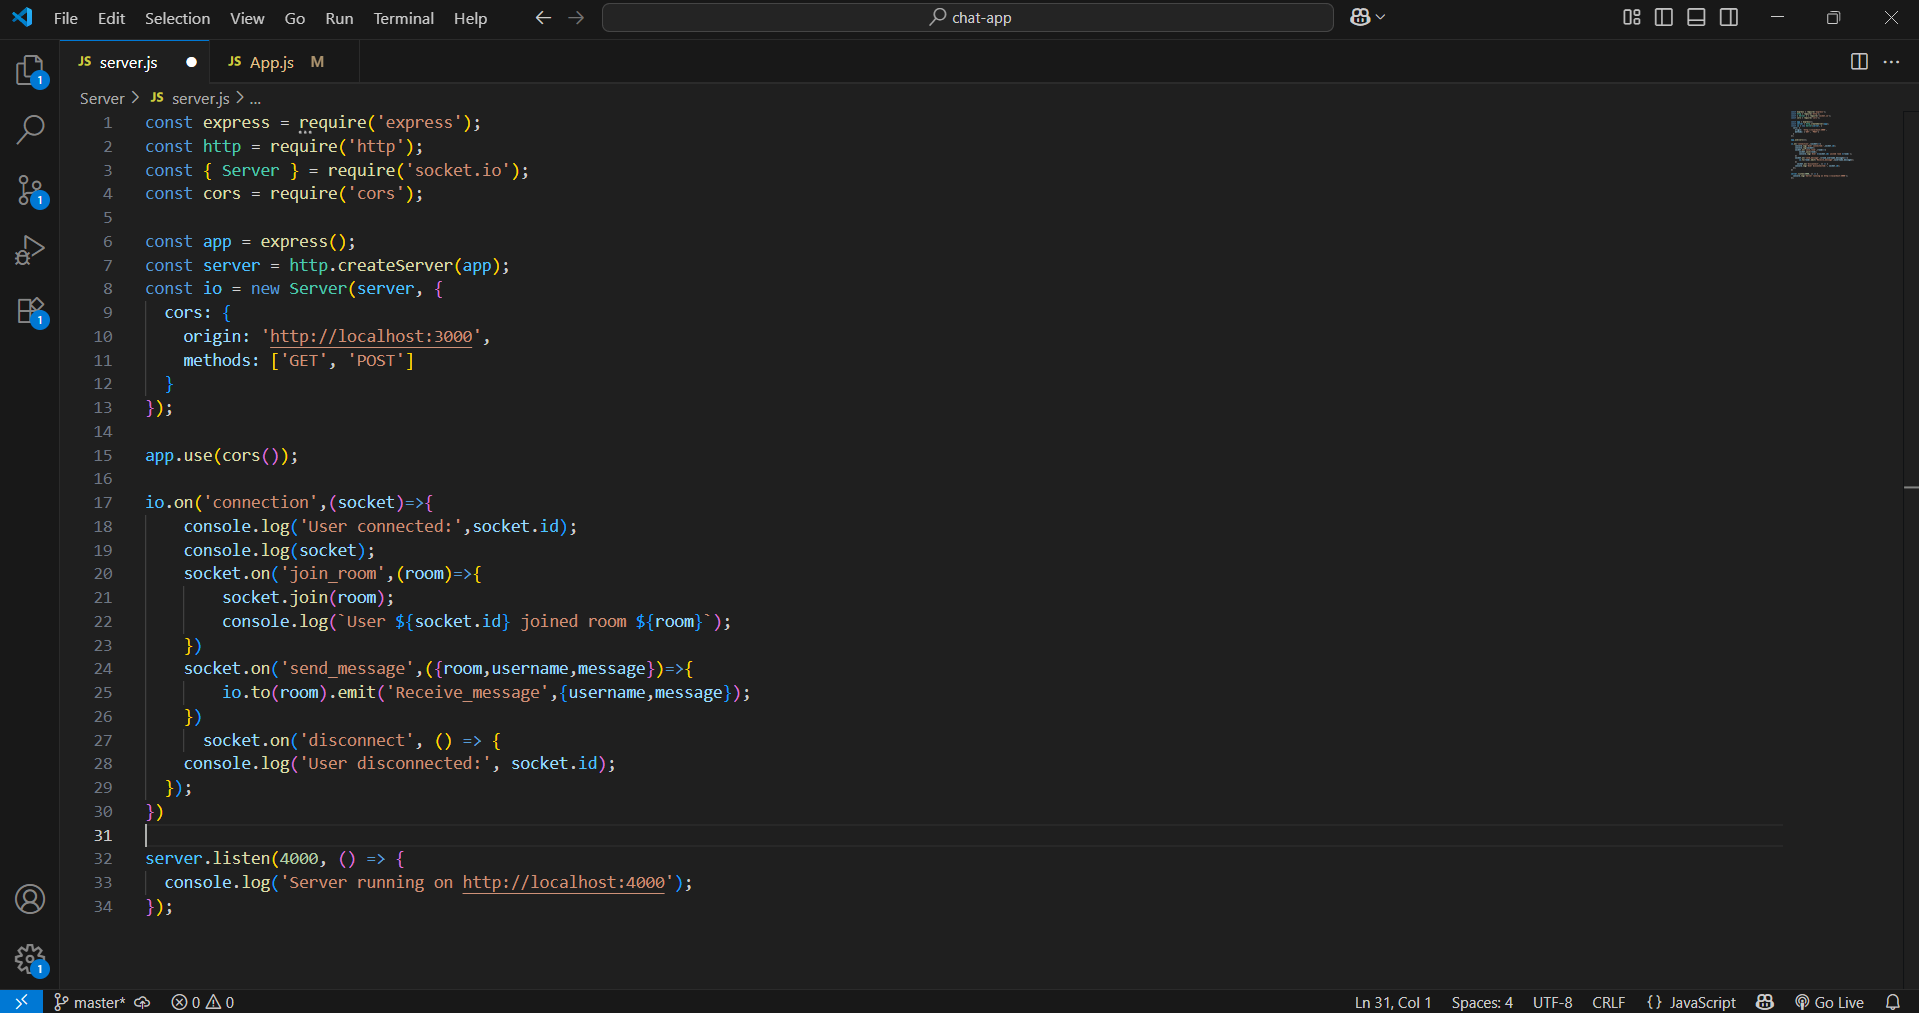 File Edit Selection View Go Run Terminal Help chat-app
JS server.js JS App.js M
1
Server > JS server.js > ...
1 const express = require('express');
2 const http = require('http');
3 const { Server } = require('socket.io');
1
4 const cors = require('cors');
5
6 const app = express();
7 const server = http.createServer(app);
8 const io = new Server(server, {
9 cors: {
1
10 origin: 'http://localhost:3000',
11 methods: ['GET', 'POST']
12 }
13 });
14
15 app.use(cors());
16
17 io.on('connection',(socket)=>{
18 console.log('User connected:',socket.id);
19 console.log(socket);
20 socket.on('join_room',(room)=>{
21 socket.join(room);
22 console.log(`User ${socket.id} joined room ${room}`);
23 })
24 socket.on('send_message',({room,username,message})=>{
25 io.to(room).emit('Receive_message',{username,message});
26 })
27 socket.on('disconnect', () => {
28 console.log('User disconnected:', socket.id);
29 });
30 })
31
32 server.listen(4000, () => {
33 console.log('Server running on http://localhost:4000');
34 });
1
master* 0 0 Ln 31, Col 1 Spaces: 4 UTF-8 CRLF {} JavaScript Go Live